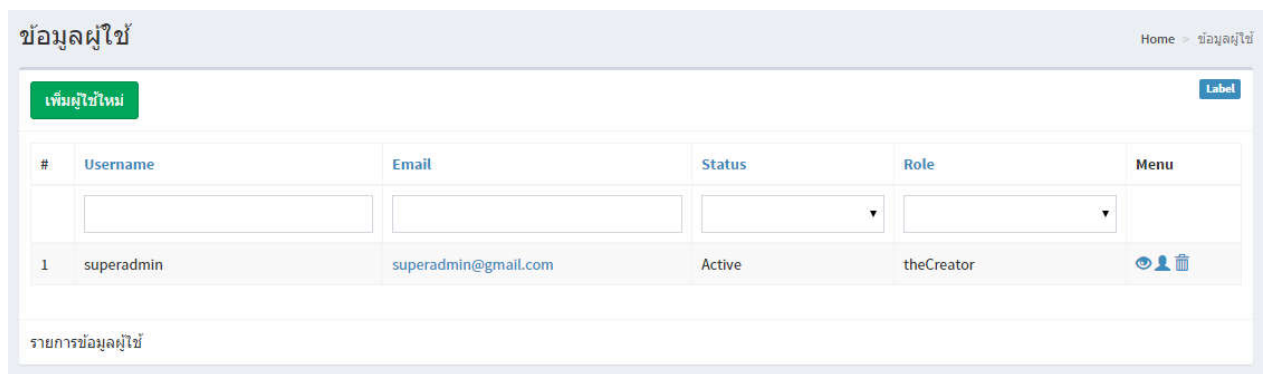 ข้อมูลผู้ใช้
Home > ข้อมูลผู้ใช้
เพิ่มผู้ใช้ใหม่ Label
# Username Email Status Role Menu
1 superadmin superadmin@gmail.com Active theCreator
รายการข้อมูลผู้ใช้